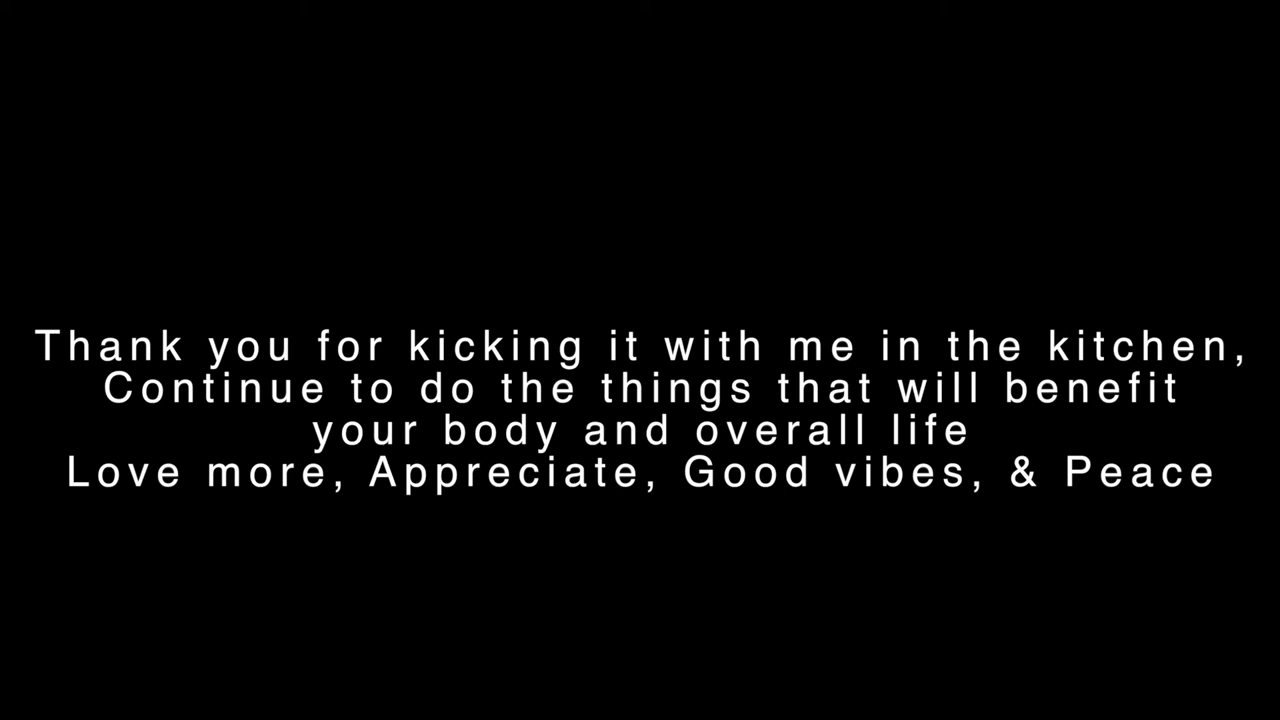 Thank you for kicking it with me in the kitchen,
Continue to do the things that will benefit
your body and overall life
Love more, Appreciate, Good vibes, & Peace